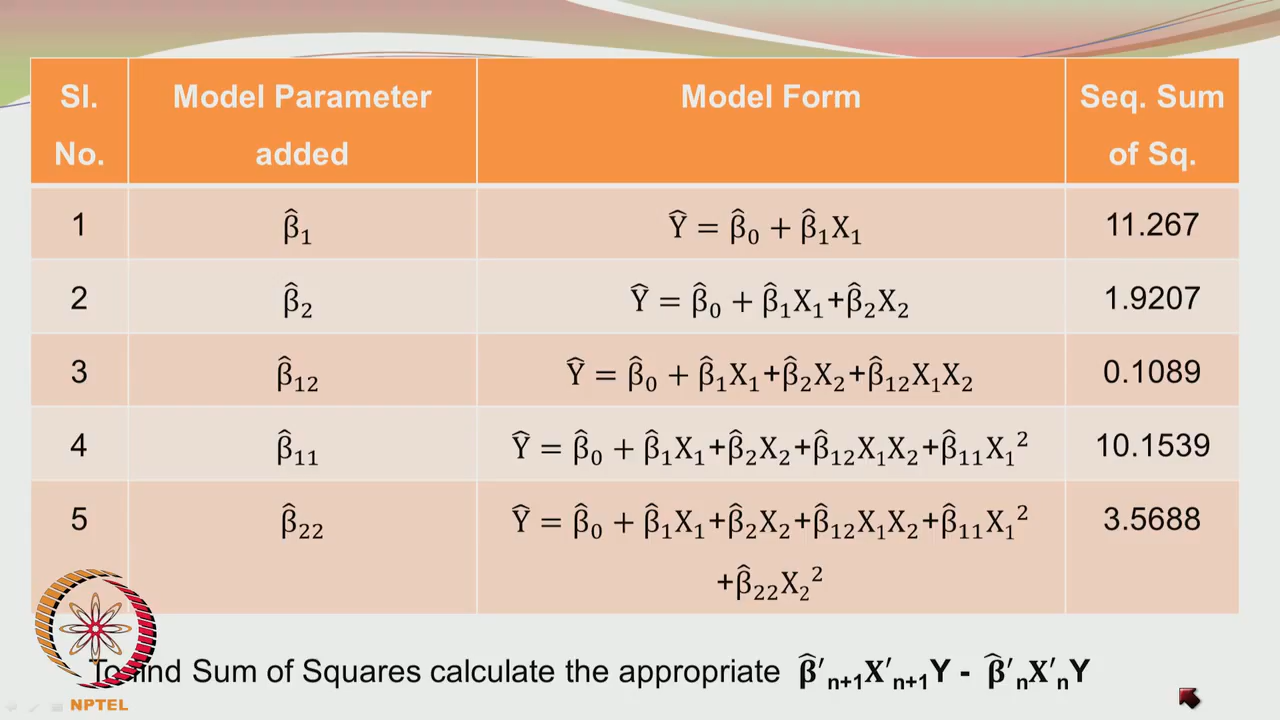 Sl. No. Model Parameter added Model Form Seq. Sum of Sq.
1 β̂₁ Ŷ = β̂₀ + β̂₁X₁ 11.267
2 β̂₂ Ŷ = β̂₀ + β̂₁X₁+β̂₂X₂ 1.9207
3 β̂₁₂ Ŷ = β̂₀ + β̂₁X₁+β̂₂X₂+β̂₁₂X₁X₂ 0.1089
4 β̂₁₁ Ŷ = β̂₀ + β̂₁X₁+β̂₂X₂+β̂₁₂X₁X₂+β̂₁₁X₁² 10.1539
5 β̂₂₂ Ŷ = β̂₀ + β̂₁X₁+β̂₂X₂+β̂₁₂X₁X₂+β̂₁₁X₁² 3.5688
+β̂₂₂X₂²
To find Sum of Squares calculate the appropriate β̂′ₙ₊₁X′ₙ₊₁Y - β̂′ₙX′ₙY
NPTEL